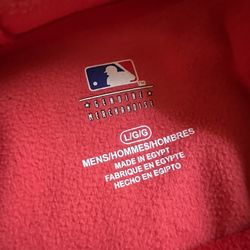 GENUINE
MERCHANDISE
L/G/G
MENS/HOMMES/HOMBRES
MADE IN EGYPT
FABRIQUE EN EGYPTE
HECHO EN EGIPTO